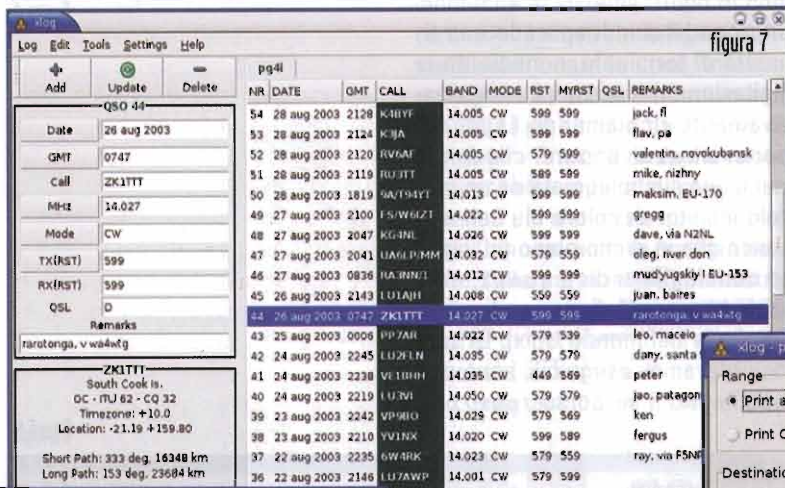 xlog
figura 7
Log Edit Tools Settings Help
Add Update Delete
pg4i
QSO 44
Date 26 aug 2003
GMT 0747
Call ZK1TTT
MHz 14.027
Mode CW
TX(RST) 599
RX(RST) 599
QSL O
Remarks
rarotonga, v wa4wtg
ZK1TTT
South Cook Is.
OC - ITU 62 - CQ 32
Timezone: +10.0
Location: -21.19 +159.80
Short Path: 333 deg, 16348 km
Long Path: 153 deg, 23684 km
NR DATE GMT CALL BAND MODE RST MYRST QSL REMARKS
54 28 aug 2003 2128 K4BYF 14.005 CW 599 599 jack, fl
53 28 aug 2003 2124 K3JA 14.005 CW 599 599 flav, pa
52 28 aug 2003 2120 RV6AF 14.005 CW 579 599 valentin, novokubansk
51 28 aug 2003 2119 RU3TT 14.005 CW 589 599 mike, nizhny
50 28 aug 2003 1819 9A/T94YT 14.013 CW 599 599 maksim, EU-170
49 27 aug 2003 2100 FS/W6IZT 14.022 CW 599 599 gregg
48 27 aug 2003 2047 KG4NL 14.026 CW 599 599 dave, via N2NL
47 27 aug 2003 2041 UA6LP/MM 14.032 CW 579 559 oleg, river don
46 27 aug 2003 0836 RA3NN/1 14.012 CW 599 599 mudyugskiy I EU-153
45 26 aug 2003 2143 LU1AJH 14.008 CW 559 559 juan, baires
44 26 aug 2003 0747 ZK1TTT 14.027 CW 599 599 rarotonga, v wa4wtg
43 25 aug 2003 0006 PP7AR 14.022 CW 579 539 leo, maceio
42 24 aug 2003 2245 LU2FLN 14.035 CW 579 579 dany, santa
41 24 aug 2003 2238 VE1BHH 14.035 CW 449 569 peter
40 24 aug 2003 2219 LU3VI 14.050 CW 579 579 jao, patagon
39 23 aug 2003 2242 VP9BO 14.029 CW 579 569 ken
38 23 aug 2003 2210 YV1NX 14.020 CW 599 589 fergus
37 22 aug 2003 2235 6W4RK 14.023 CW 579 559 ray, via F5NP
36 22 aug 2003 2146 LU7AWP 14.001 CW 579 599
xlog - p
Range
Print a
Print
Destinatio